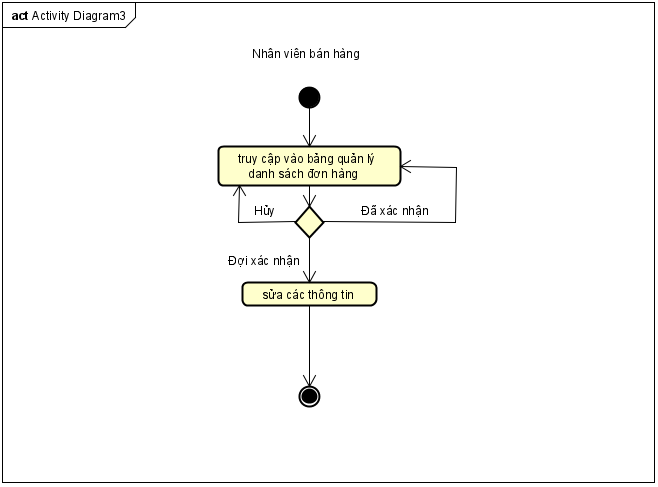 act Activity Diagram3
Nhân viên bán hàng
truy cập vào bảng quản lý
danh sách đơn hàng
Hủy
Đã xác nhận
Đợi xác nhận
sửa các thông tin